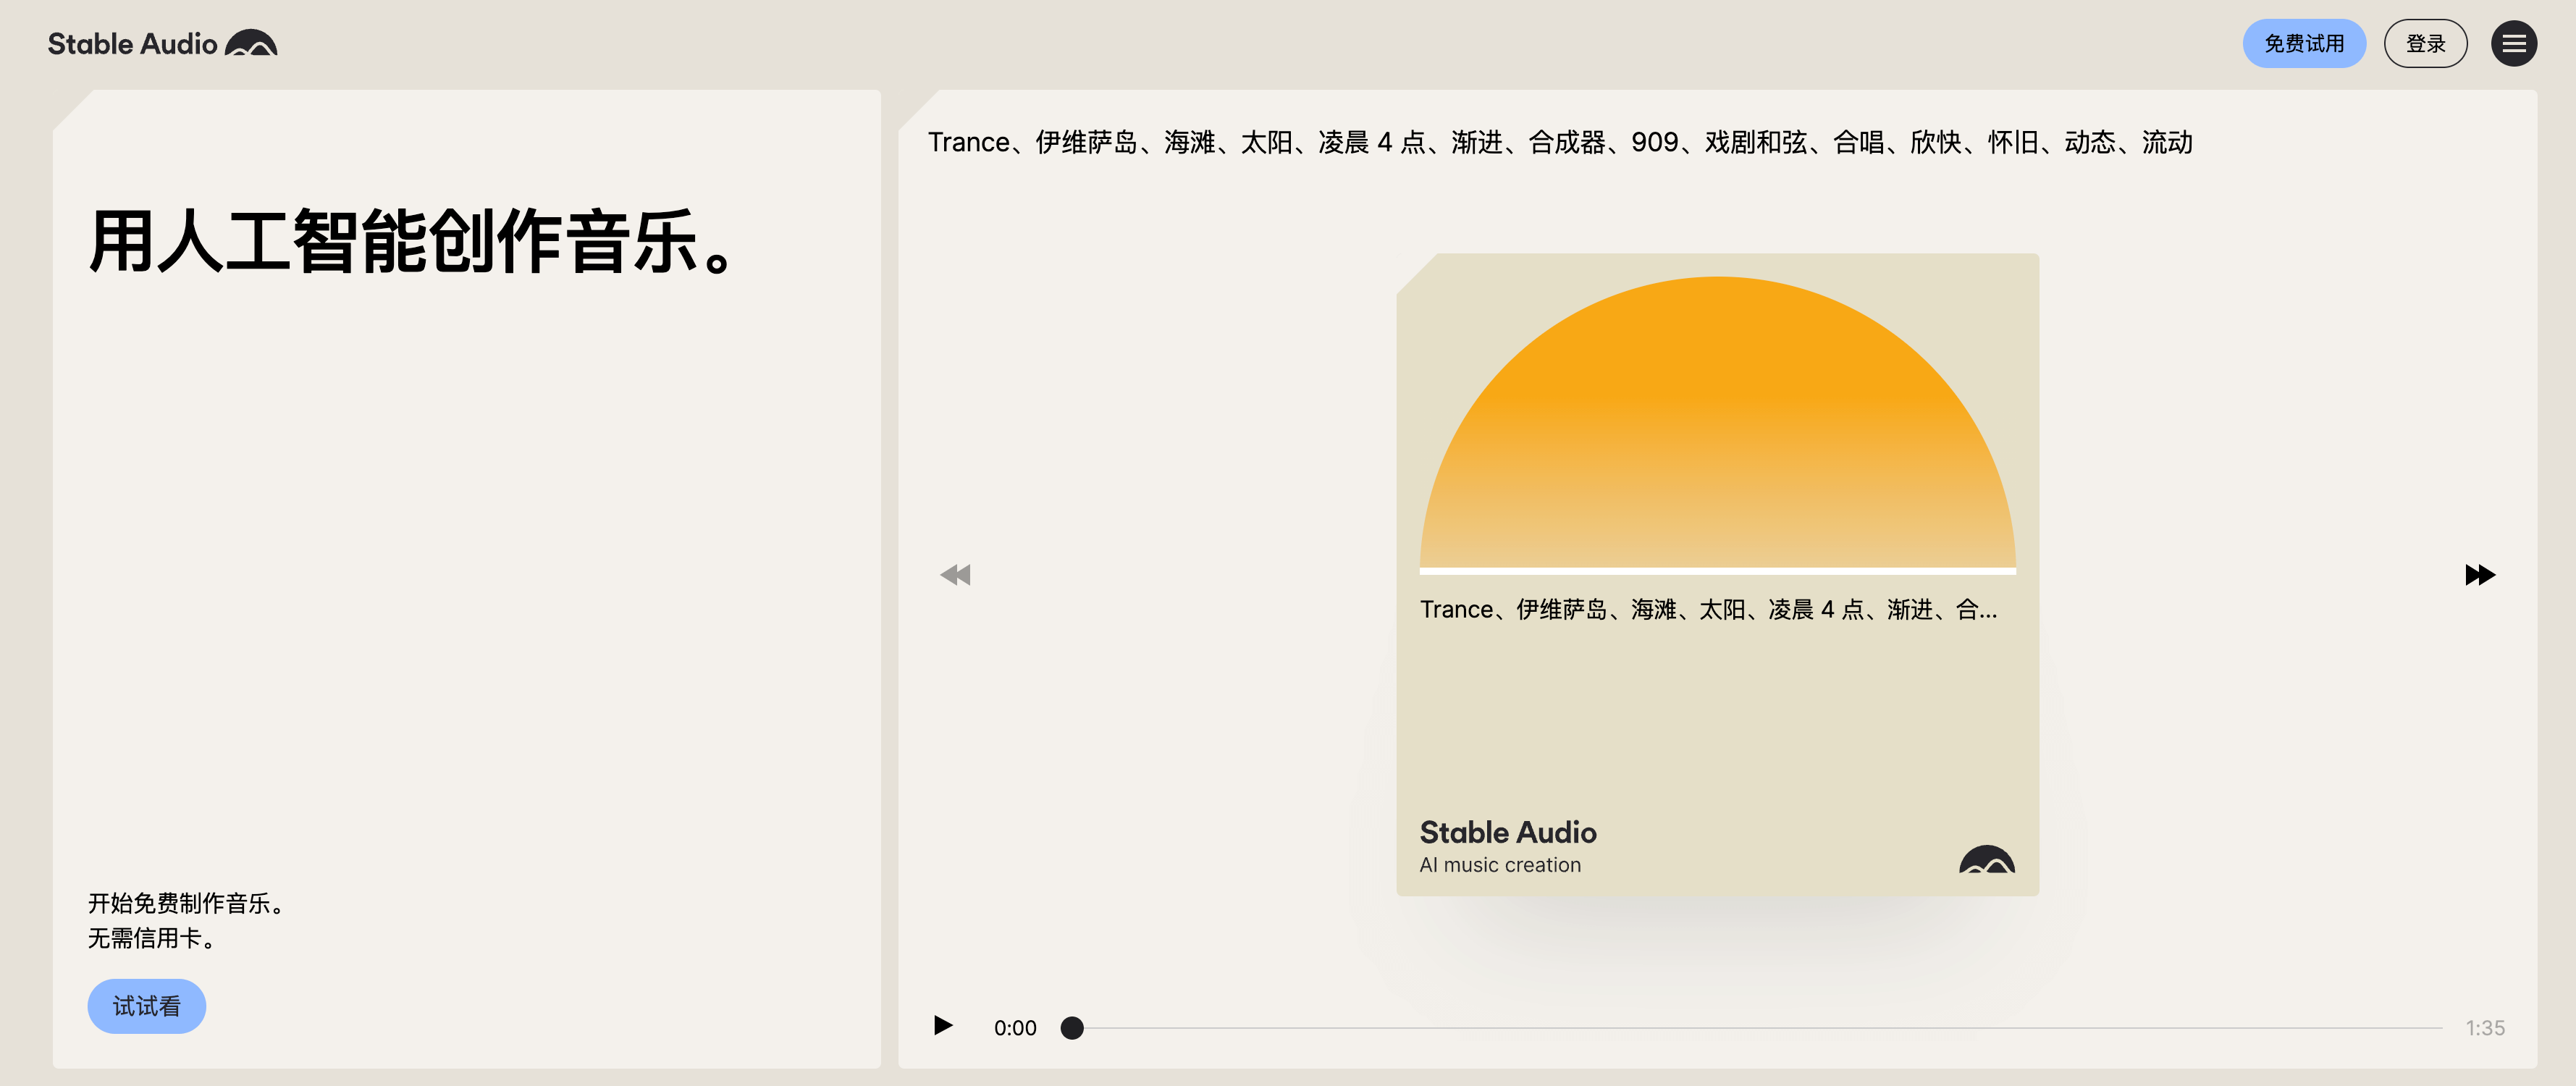 Stable Audio
免费试用
登录
用人工智能创作音乐。
开始免费制作音乐。
无需信用卡。
试试看
Trance、伊维萨岛、海滩、太阳、凌晨 4 点、渐进、合成器、909、戏剧和弦、合唱、欣快、怀旧、动态、流动
Trance、伊维萨岛、海滩、太阳、凌晨 4 点、渐进、合...
Stable Audio
AI music creation
0:00
1:35